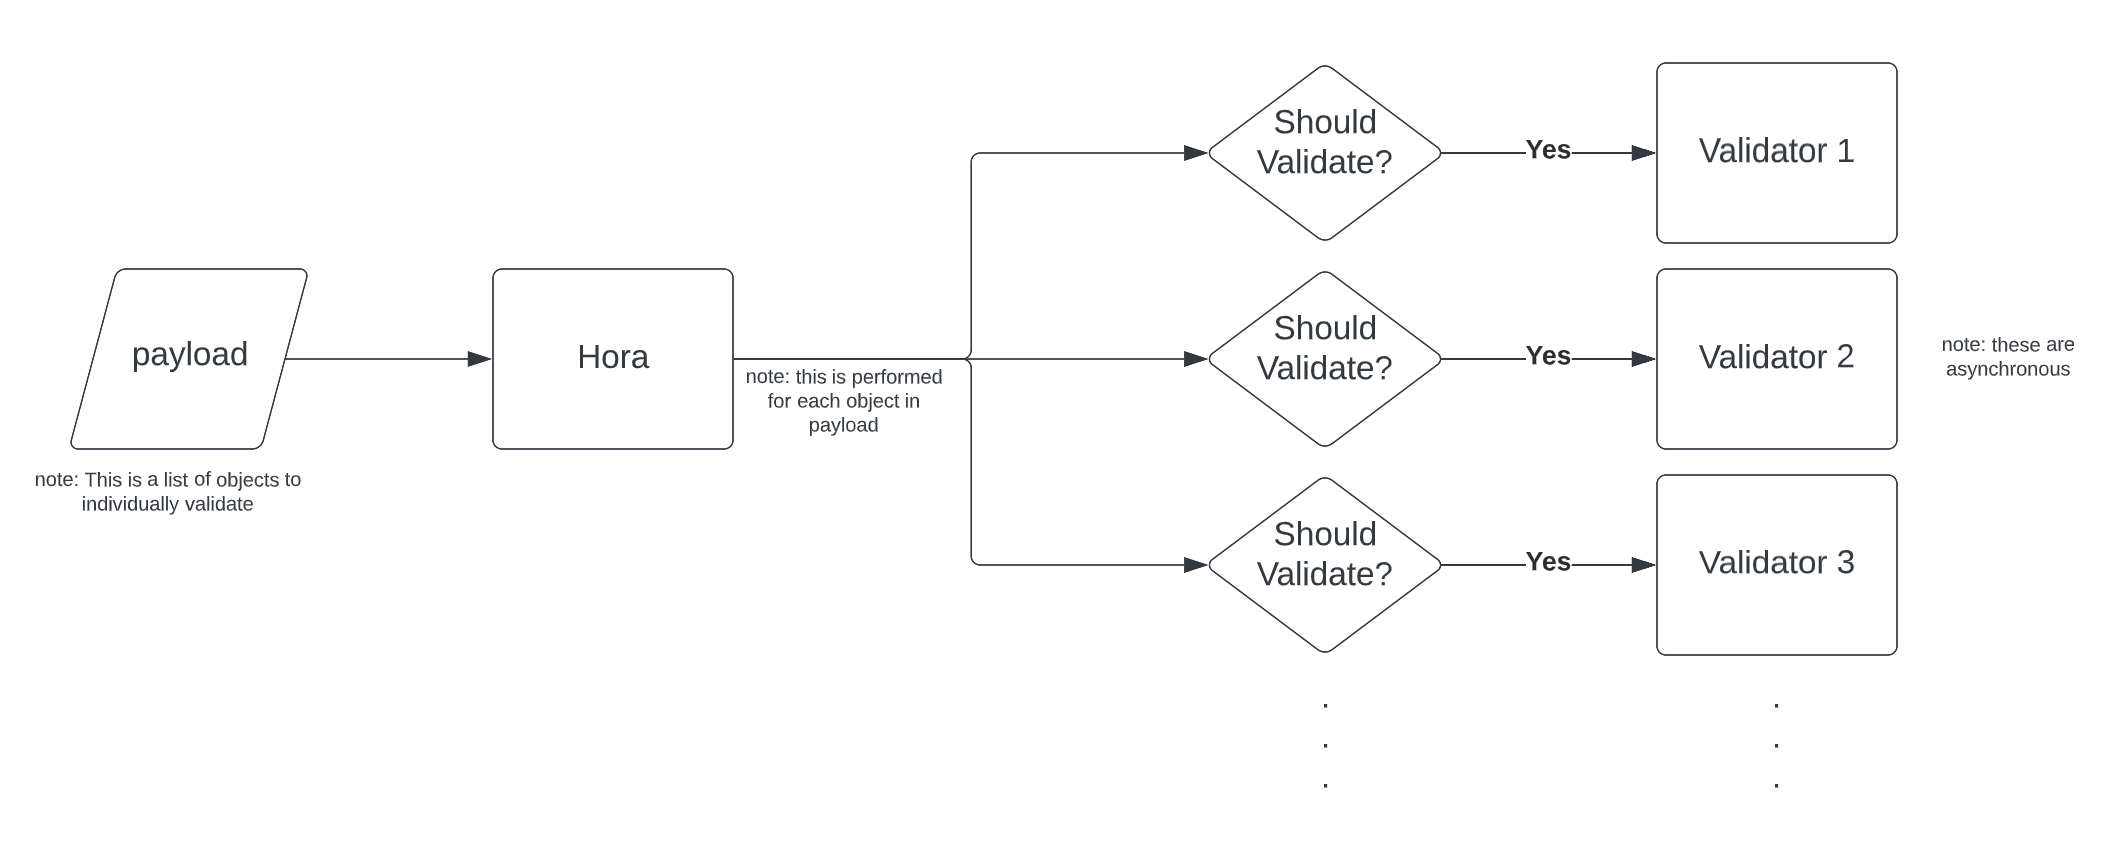 Should
Validate?
Yes
Validator 1
payload
Hora
note: this is performed
for each object in
payload
Should
Validate?
Yes
Validator 2
note: these are
asynchronous
note: This is a list of objects to
individually validate
Should
Validate?
Yes
Validator 3
.
.
.
.
.
.